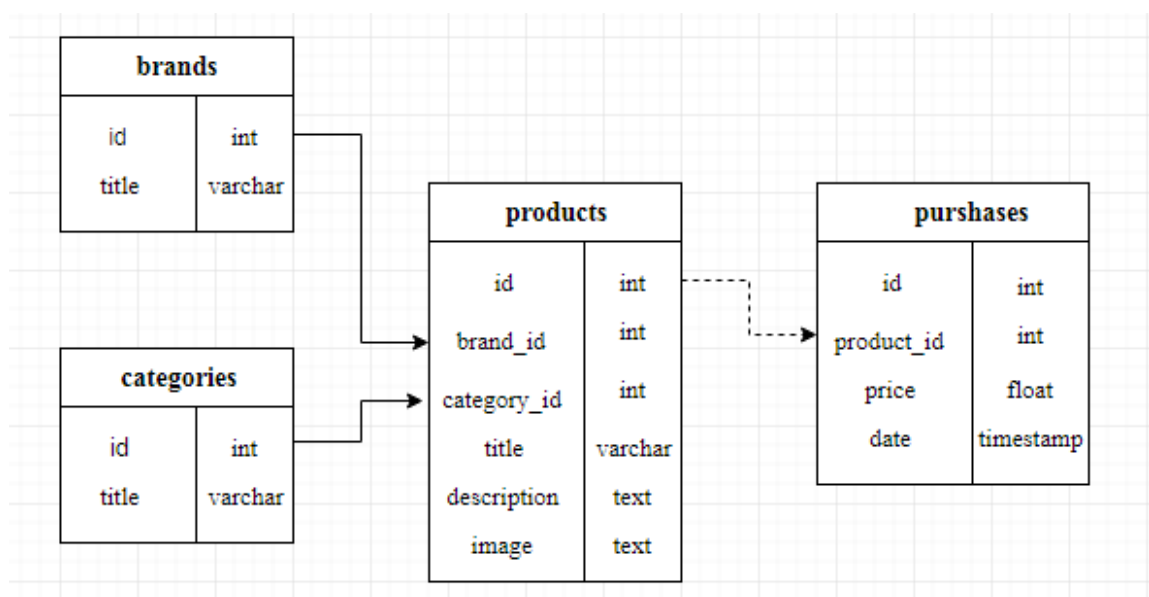 brands
id int
title varchar
categories
id int
title varchar
products
id int
brand_id int
category_id int
title varchar
description text
image text
purshases
id int
product_id int
price float
date timestamp